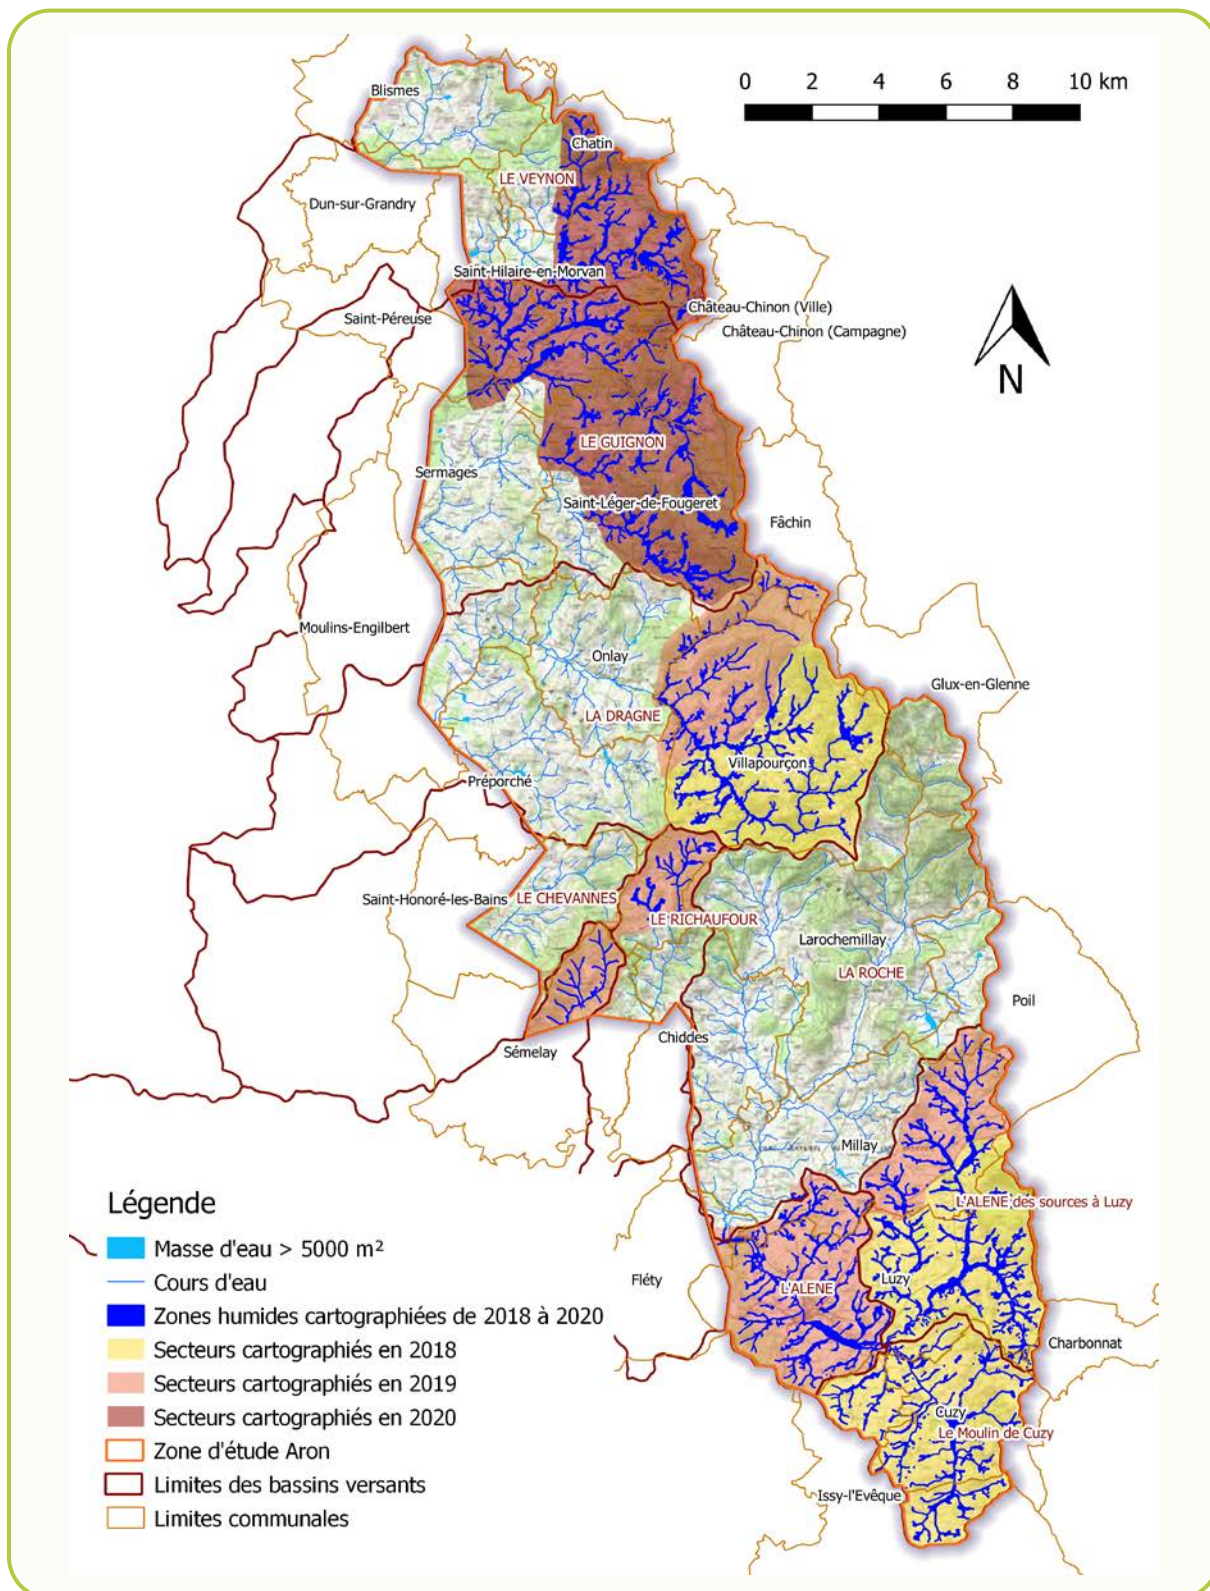 0 2 4 6 8 10 km
Blismes
Chatin
LE VEYNON
Dun-sur-Grandry
Saint-Hilaire-en-Morvan
Château-Chinon (Ville)
Saint-Péreuse
Château-Chinon (Campagne)
N
LE GUIGNON
Sermages
Saint-Léger-de-Fougeret
Fâchin
Moulins-Engilbert
Onlay
Glux-en-Glenne
LA DRAGNE
Villapourçon
Préporché
Saint-Honoré-les-Bains
LE CHEVANNES
LE RICHAUFOUR
Larochemillay
LA ROCHE
Poil
Chiddes
Sémelay
Millay
L'ALENE des sources à Luzy
Fléty
Luzy
L'ALENE
Charbonnat
Cuzy
Le Moulin de Cuzy
Issy-l'Evêque
Légende
Masse d'eau > 5000 m²
Cours d'eau
Zones humides cartographiées de 2018 à 2020
Secteurs cartographiés en 2018
Secteurs cartographiés en 2019
Secteurs cartographiés en 2020
Zone d'étude Aron
Limites des bassins versants
Limites communales